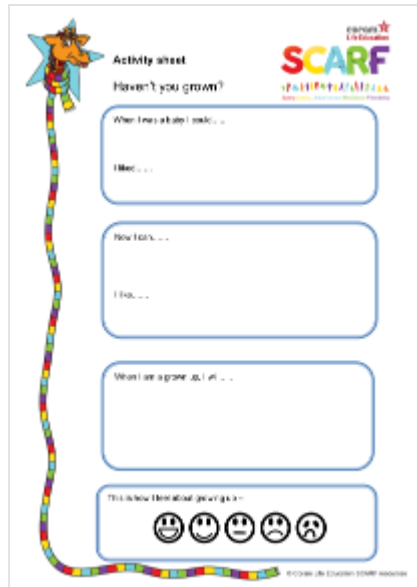 coram
Life Education
Activity sheet
SCARF
Haven't you grown?
When I was a baby I could.....
I liked.....
Now I can.....
I like.....
When I am a grown up, I wil.....
This is how I feel about growing up –
© Coram Life Education SCARF resources